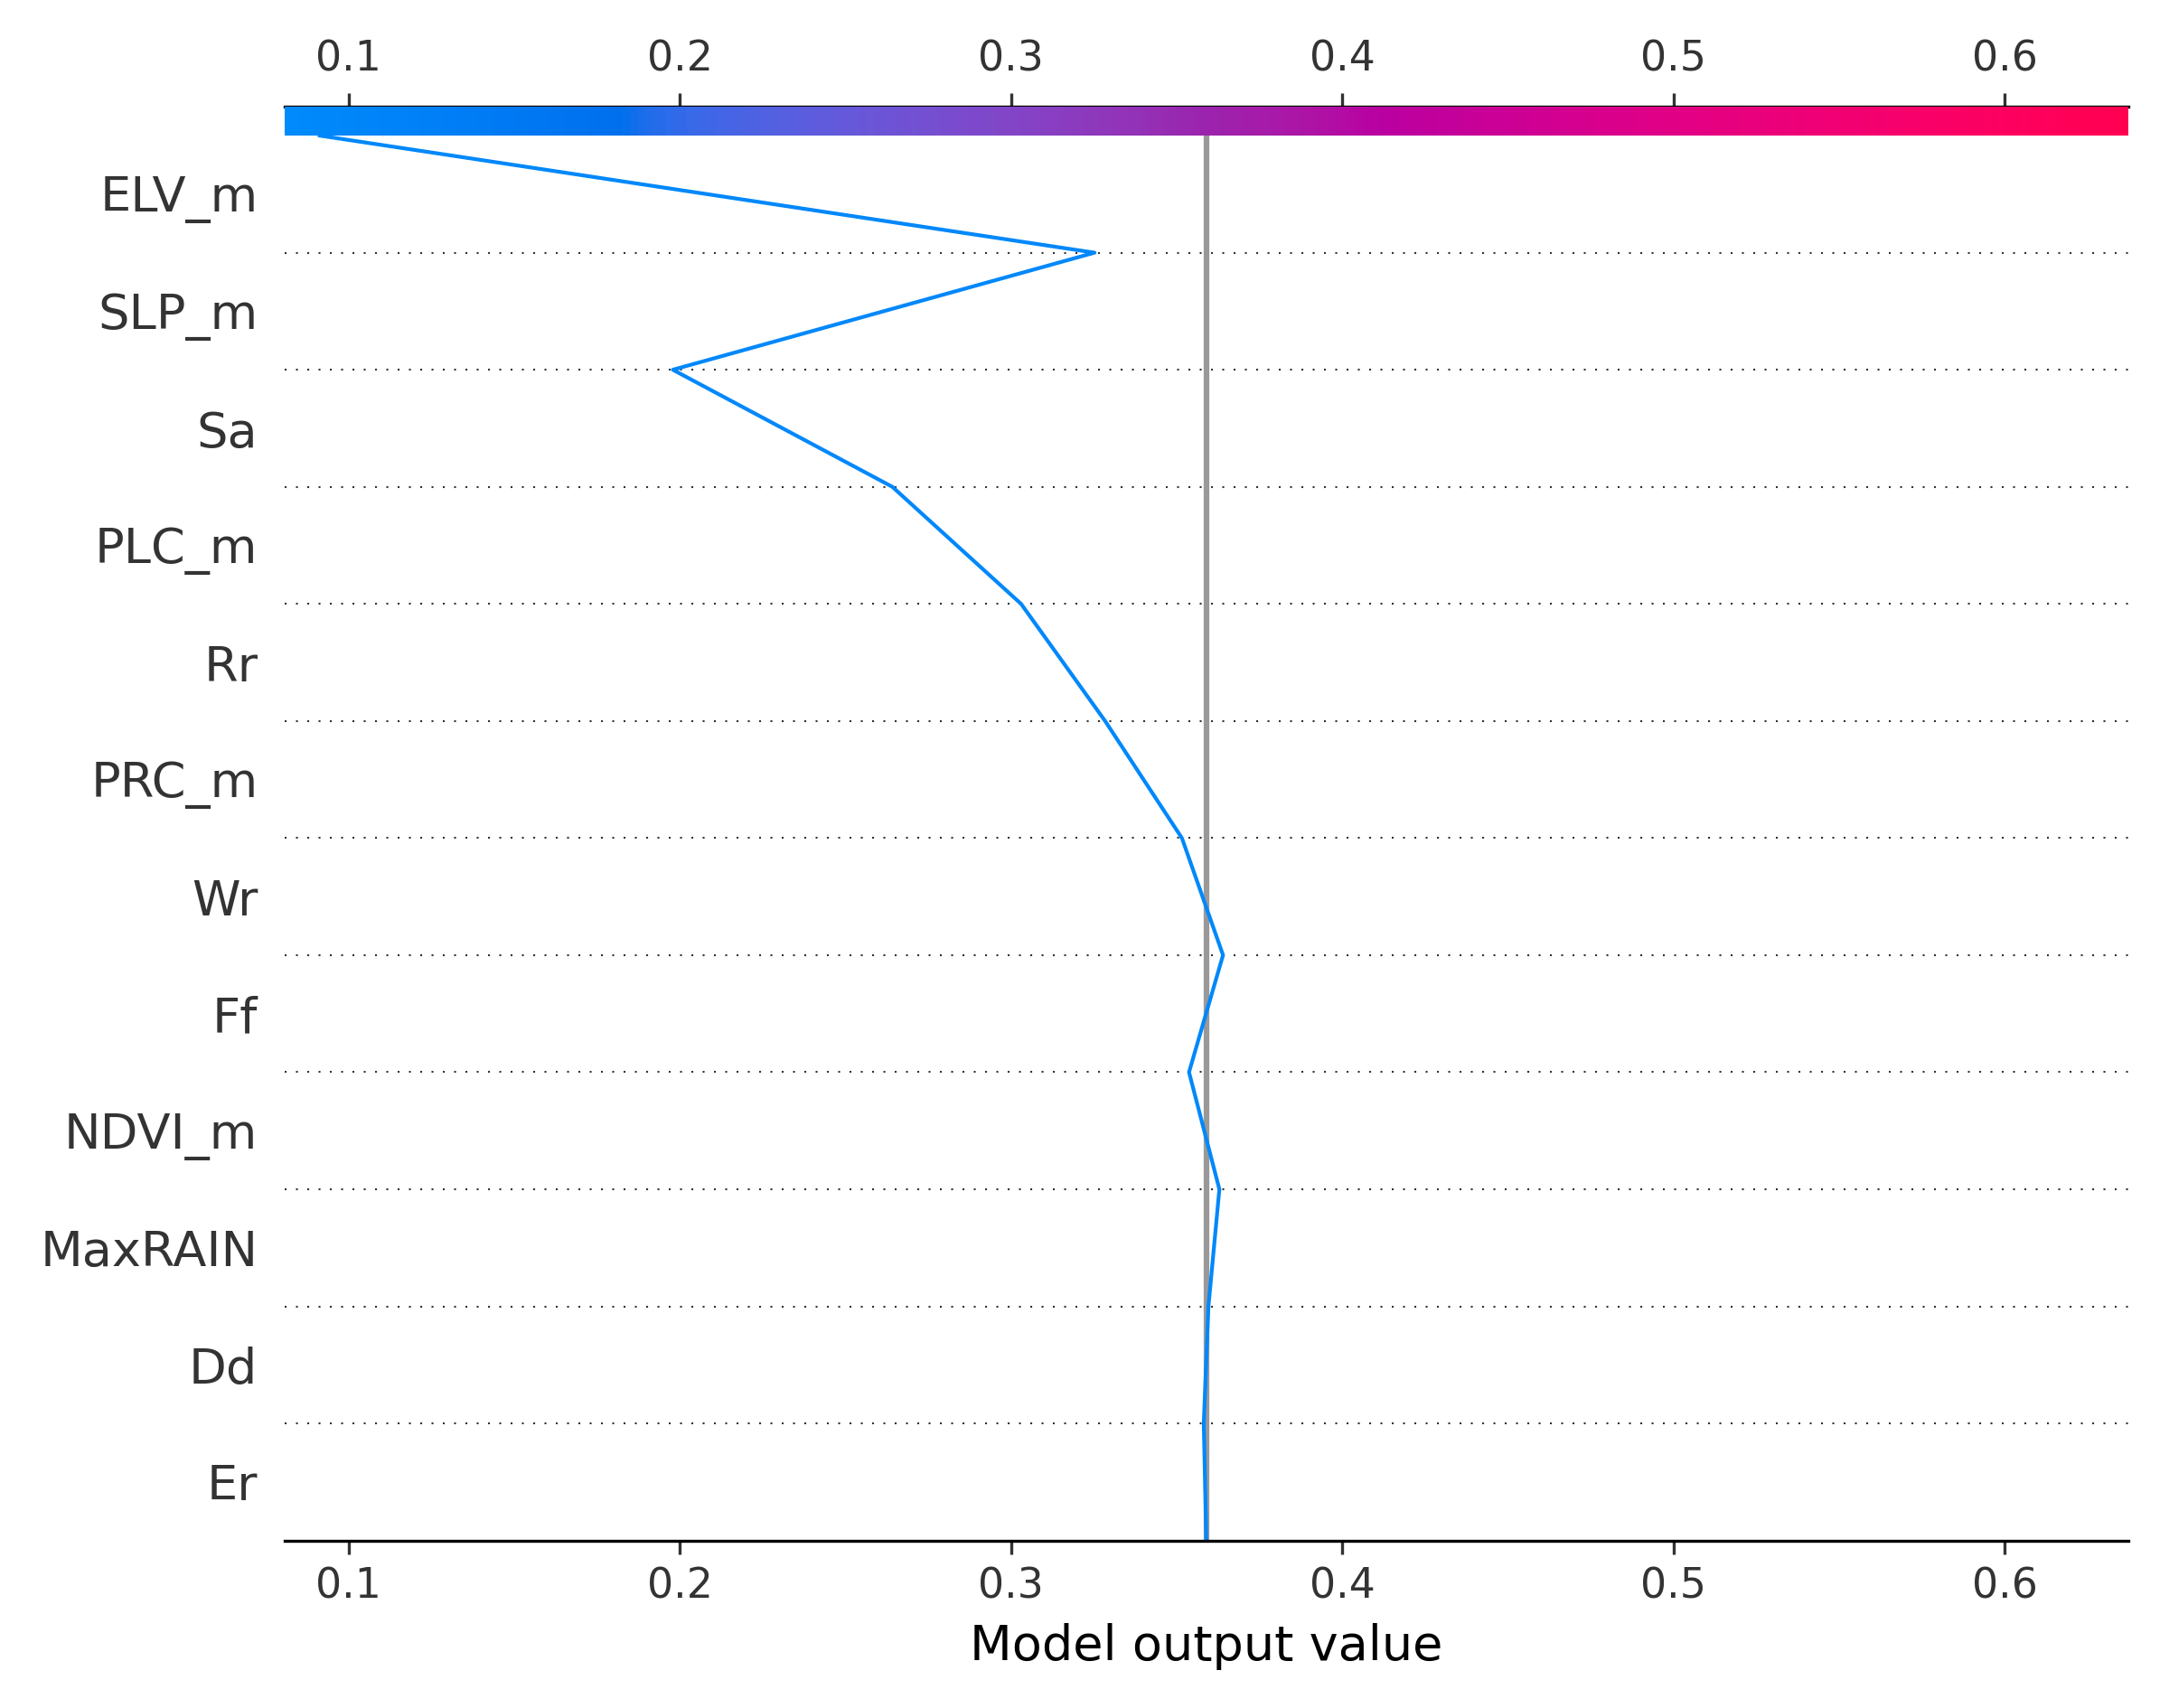 0.1 0.2 0.3 0.4 0.5 0.6
ELV_m
SLP_m
Sa
PLC_m
Rr
PRC_m
Wr
Ff
NDVI_m
MaxRAIN
Dd
Er
0.1 0.2 0.3 0.4 0.5 0.6
Model output value